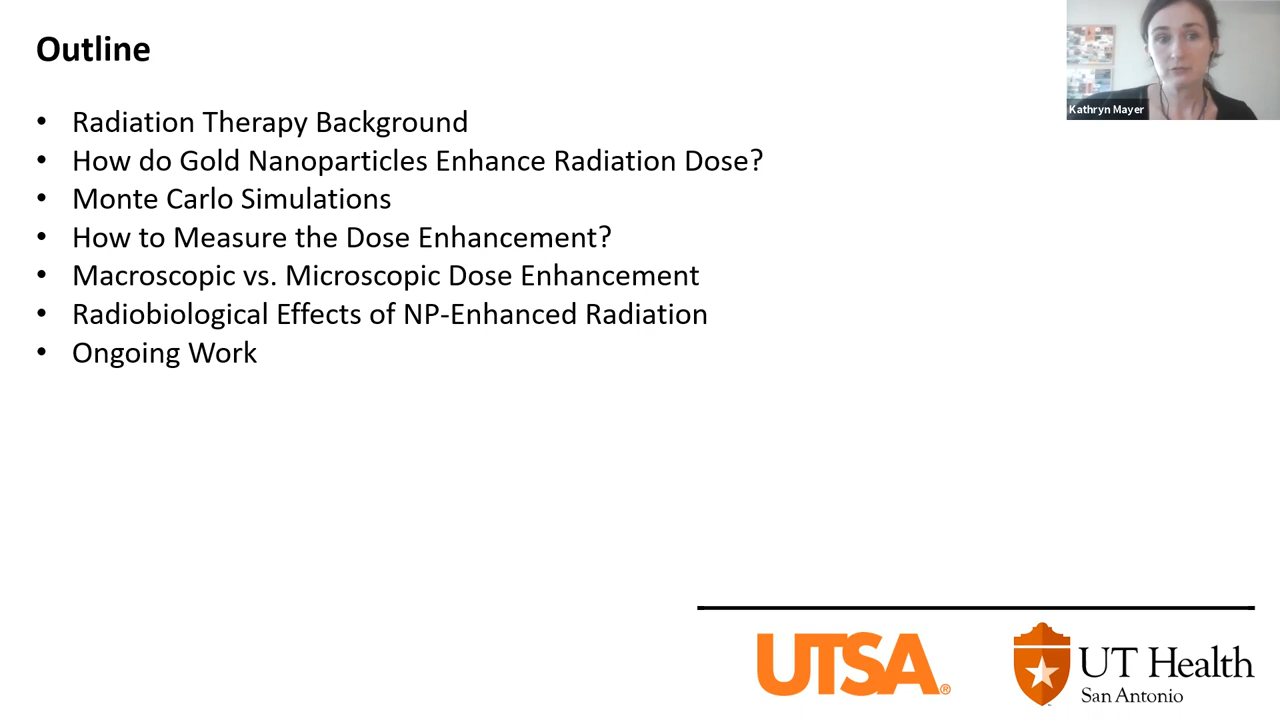 Outline
Kathryn Mayer
• Radiation Therapy Background
• How do Gold Nanoparticles Enhance Radiation Dose?
• Monte Carlo Simulations
• How to Measure the Dose Enhancement?
• Macroscopic vs. Microscopic Dose Enhancement
• Radiobiological Effects of NP-Enhanced Radiation
• Ongoing Work
UTSA®
UT Health
San Antonio